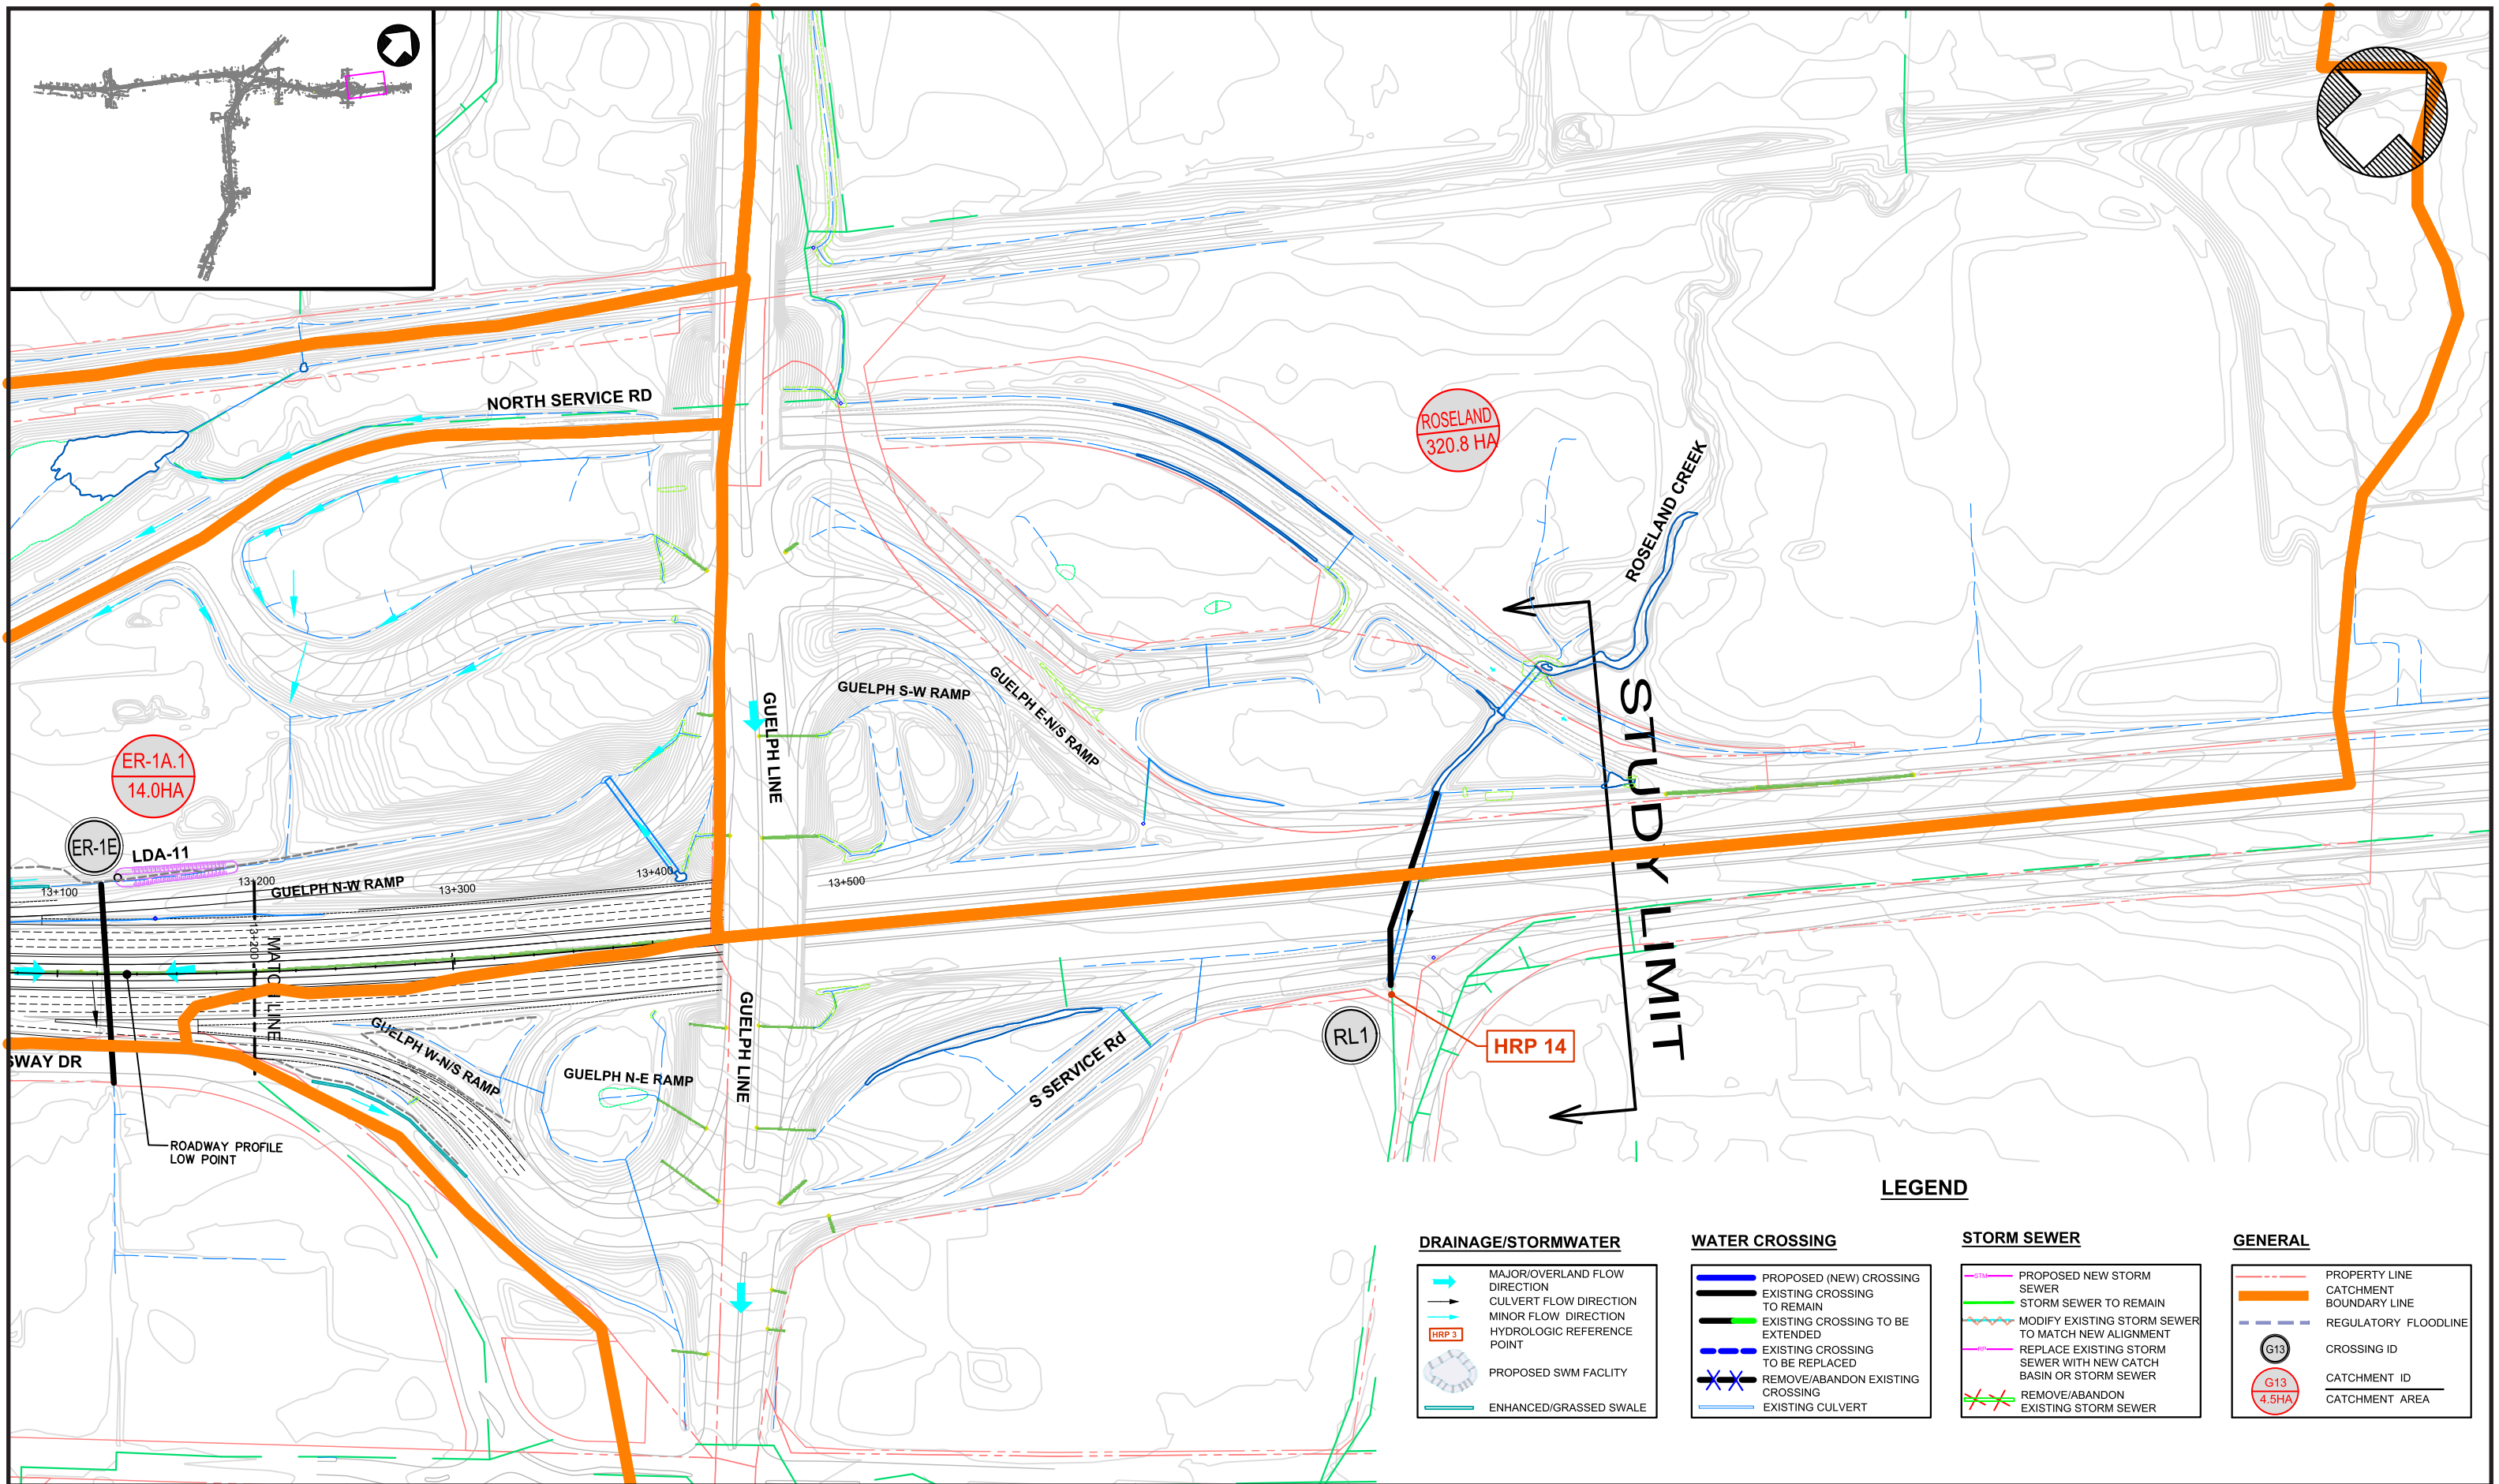 NORTH SERVICE RD
ROSELAND
320.8 HA
ROSELAND CREEK
GUELPH S-W RAMP
GUELPH E-N/S RAMP
GUELPH LINE
STUDY LIMIT
ER-1A.1
14.0HA
ER-1E
LDA-11
13+100
13+200
GUELPH N-W RAMP
13+300
13+400
13+500
13+200
MATCH LINE
SWAY DR
GUELPH W-N/S RAMP
GUELPH N-E RAMP
GUELPH LINE
S SERVICE Rd
RL1
HRP 14
ROADWAY PROFILE
LOW POINT
LEGEND
DRAINAGE/STORMWATER
MAJOR/OVERLAND FLOW
DIRECTION
CULVERT FLOW DIRECTION
MINOR FLOW DIRECTION
HRP 3
HYDROLOGIC REFERENCE
POINT
PROPOSED SWM FACLITY
ENHANCED/GRASSED SWALE
WATER CROSSING
PROPOSED (NEW) CROSSING
EXISTING CROSSING
TO REMAIN
EXISTING CROSSING TO BE
EXTENDED
EXISTING CROSSING
TO BE REPLACED
REMOVE/ABANDON EXISTING
CROSSING
EXISTING CULVERT
STORM SEWER
STM
PROPOSED NEW STORM
SEWER
STORM SEWER TO REMAIN
MODIFY EXISTING STORM SEWER
TO MATCH NEW ALIGNMENT
RP
REPLACE EXISTING STORM
SEWER WITH NEW CATCH
BASIN OR STORM SEWER
REMOVE/ABANDON
EXISTING STORM SEWER
GENERAL
PROPERTY LINE
CATCHMENT
BOUNDARY LINE
REGULATORY FLOODLINE
G13
CROSSING ID
G13
4.5HA
CATCHMENT ID
CATCHMENT AREA